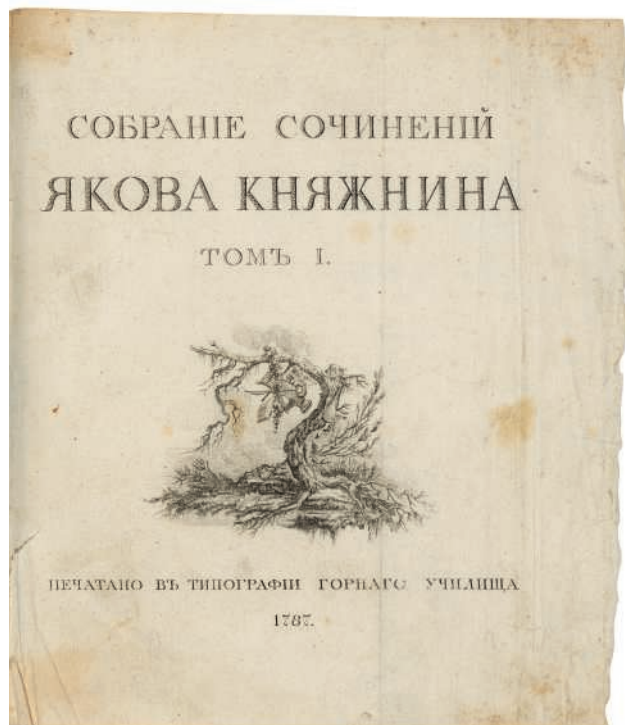 СОБРАНІЕ СОЧИНЕНІЙ
ЯКОВА КНЯЖНИНА
ТОМЪ I.
ПЕЧАТАНО ВЪ ТИПОГРАФІИ ГОРНАГО УЧИЛИЩА
1787.